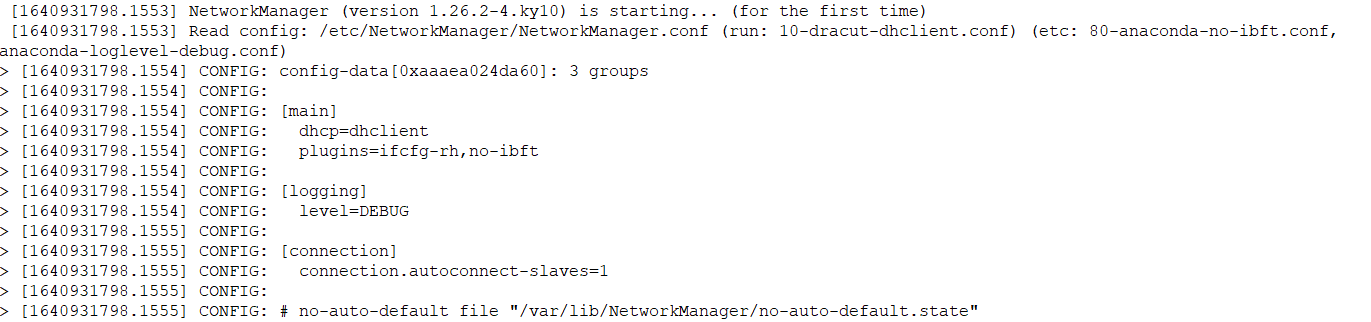 [1640931798.1553] NetworkManager (version 1.26.2-4.ky10) is starting... (for the first time)
[1640931798.1553] Read config: /etc/NetworkManager/NetworkManager.conf (run: 10-dracut-dhclient.conf) (etc: 80-anaconda-no-ibft.conf,
anaconda-loglevel-debug.conf)
> [1640931798.1554] CONFIG: config-data[0xaaaea024da60]: 3 groups
> [1640931798.1554] CONFIG:
> [1640931798.1554] CONFIG: [main]
> [1640931798.1554] CONFIG:   dhcp=dhclient
> [1640931798.1554] CONFIG:   plugins=ifcfg-rh,no-ibft
> [1640931798.1554] CONFIG:
> [1640931798.1554] CONFIG: [logging]
> [1640931798.1554] CONFIG:   level=DEBUG
> [1640931798.1555] CONFIG:
> [1640931798.1555] CONFIG: [connection]
> [1640931798.1555] CONFIG:   connection.autoconnect-slaves=1
> [1640931798.1555] CONFIG:
> [1640931798.1555] CONFIG: # no-auto-default file "/var/lib/NetworkManager/no-auto-default.state"